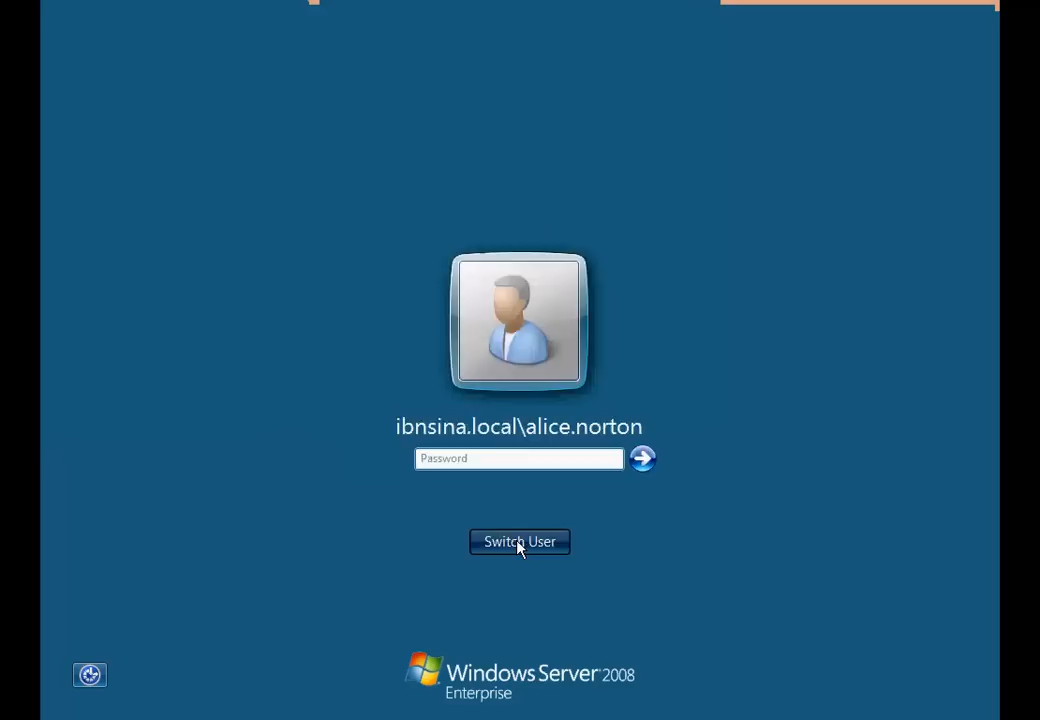 ibnsina.local\alice.norton
Password
Switch User
Windows Server 2008
Enterprise